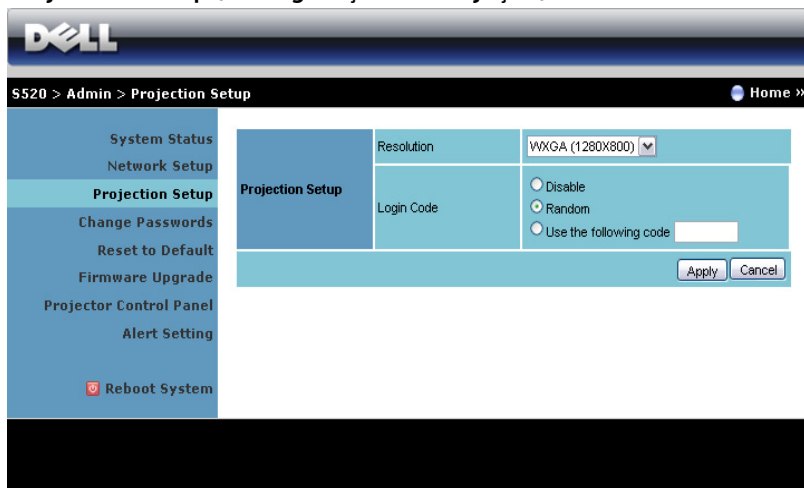 DELL
S520 > Admin > Projection Setup
Home »
System Status
Network Setup
Projection Setup
Change Passwords
Reset to Default
Firmware Upgrade
Projector Control Panel
Alert Setting
Reboot System
Projection Setup
Resolution
WXGA (1280X800)
Login Code
Disable
Random
Use the following code
Apply
Cancel